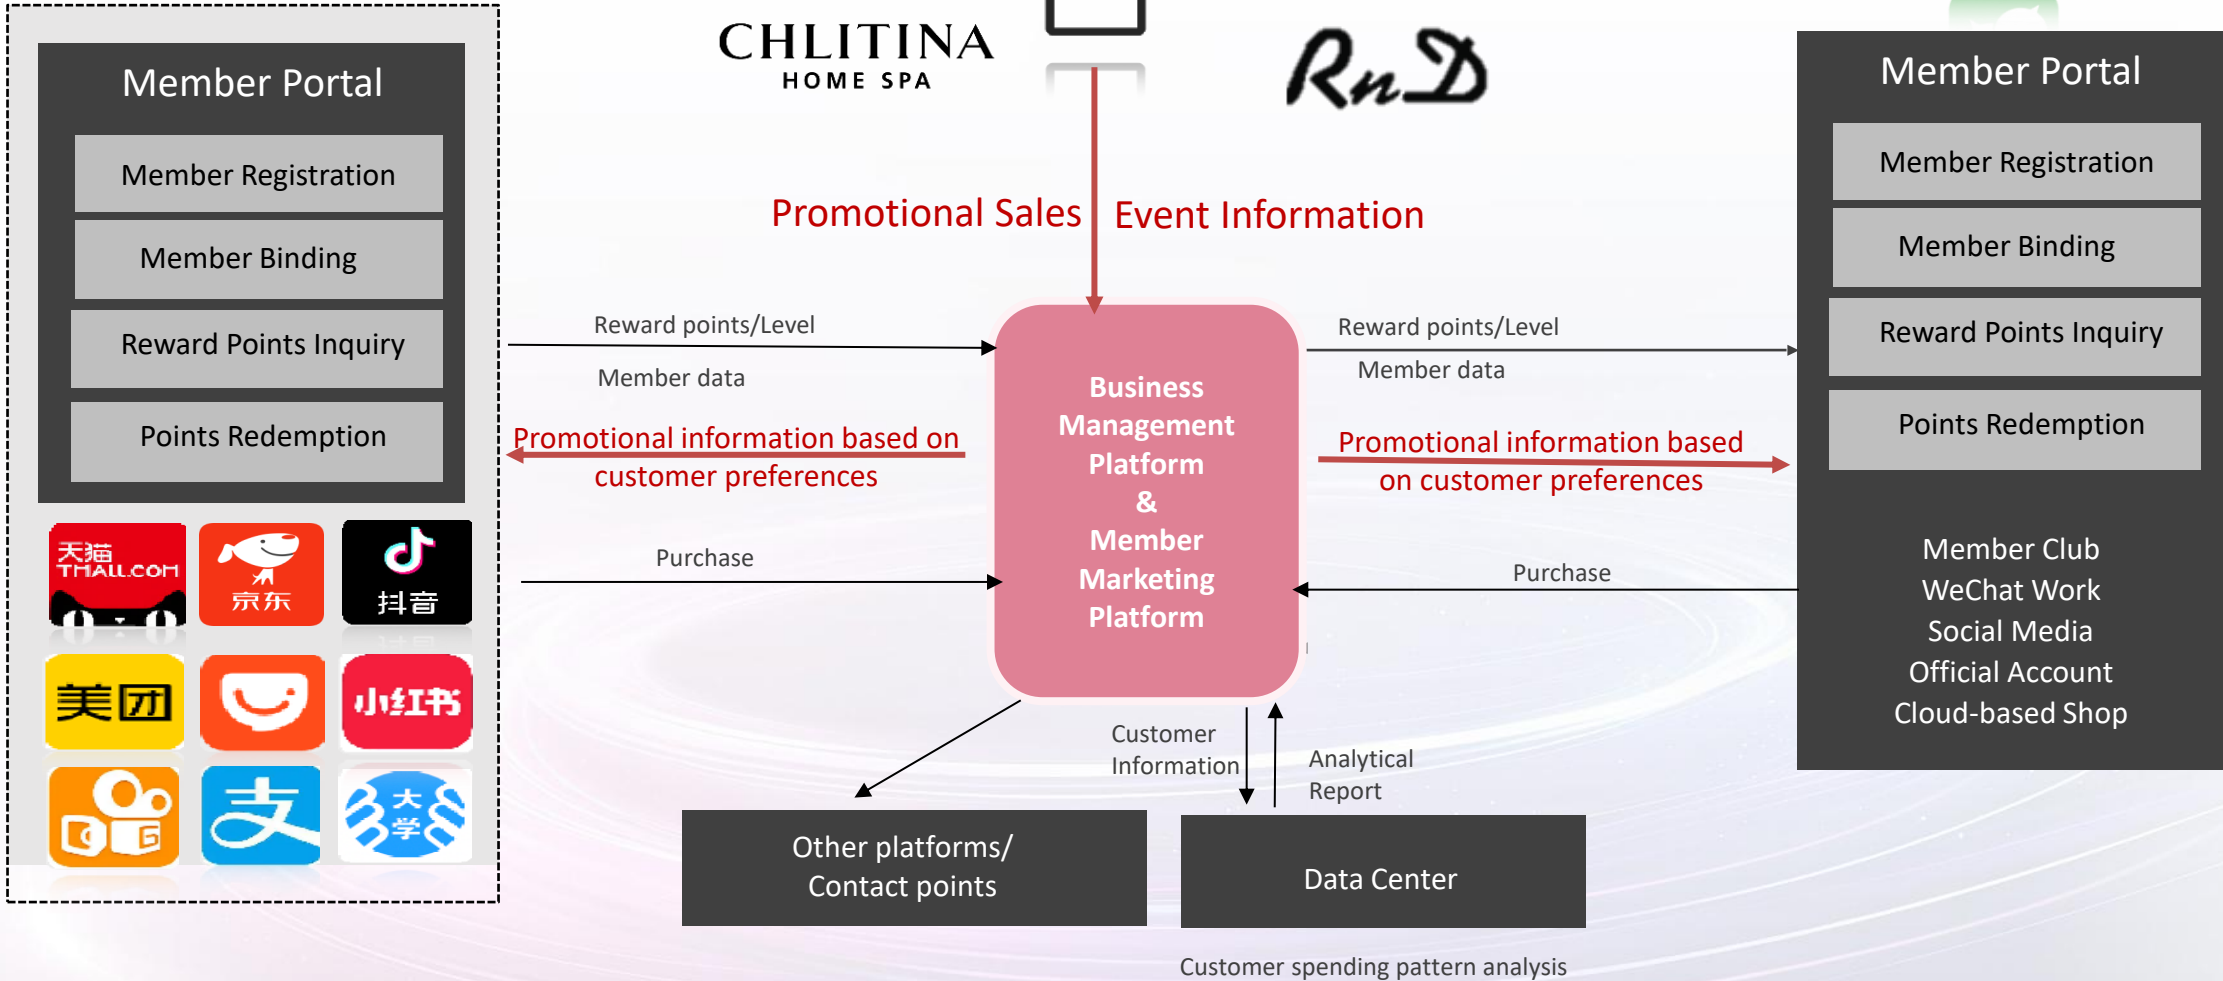 CHLITINA
HOME SPA
RnD
Member Portal
Member Registration
Member Binding
Reward Points Inquiry
Points Redemption
天猫
TMALL.COM
京东
抖音
美团
小红书
支
大
学
Promotional Sales
Event Information
Reward points/Level
Member data
Promotional information based on
customer preferences
Purchase
Business
Management
Platform
&
Member
Marketing
Platform
Reward points/Level
Member data
Promotional information based
on customer preferences
Purchase
Member Portal
Member Registration
Member Binding
Reward Points Inquiry
Points Redemption
Member Club
WeChat Work
Social Media
Official Account
Cloud-based Shop
Customer
Information
Analytical
Report
Other platforms/
Contact points
Data Center
Customer spending pattern analysis